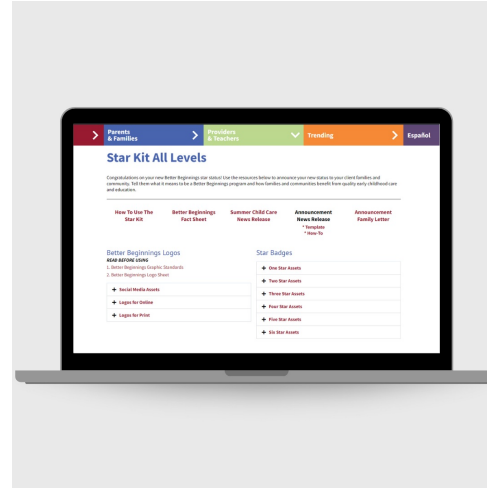 Parents
& Families
Providers
& Teachers
Trending
Español
Star Kit All Levels
Congratulations on your new Better Beginnings star status! Use the resources below to announce your new status to your client families and
community. Tell them what it means to be a Better Beginnings program and how families and communities benefit from quality early childhood care
and education.
How To Use The
Star Kit
Better Beginnings
Fact Sheet
Summer Child Care
News Release
Announcement
News Release
* Template
* How-To
Announcement
Family Letter
Better Beginnings Logos
READ BEFORE USING
1. Better Beginnings Graphic Standards
2. Better Beginnings Logo Sheet
+ Social Media Assets
+ Logos for Online
+ Logos for Print
Star Badges
+ One Star Assets
+ Two Star Assets
+ Three Star Assets
+ Four Star Assets
+ Five Star Assets
+ Six Star Assets